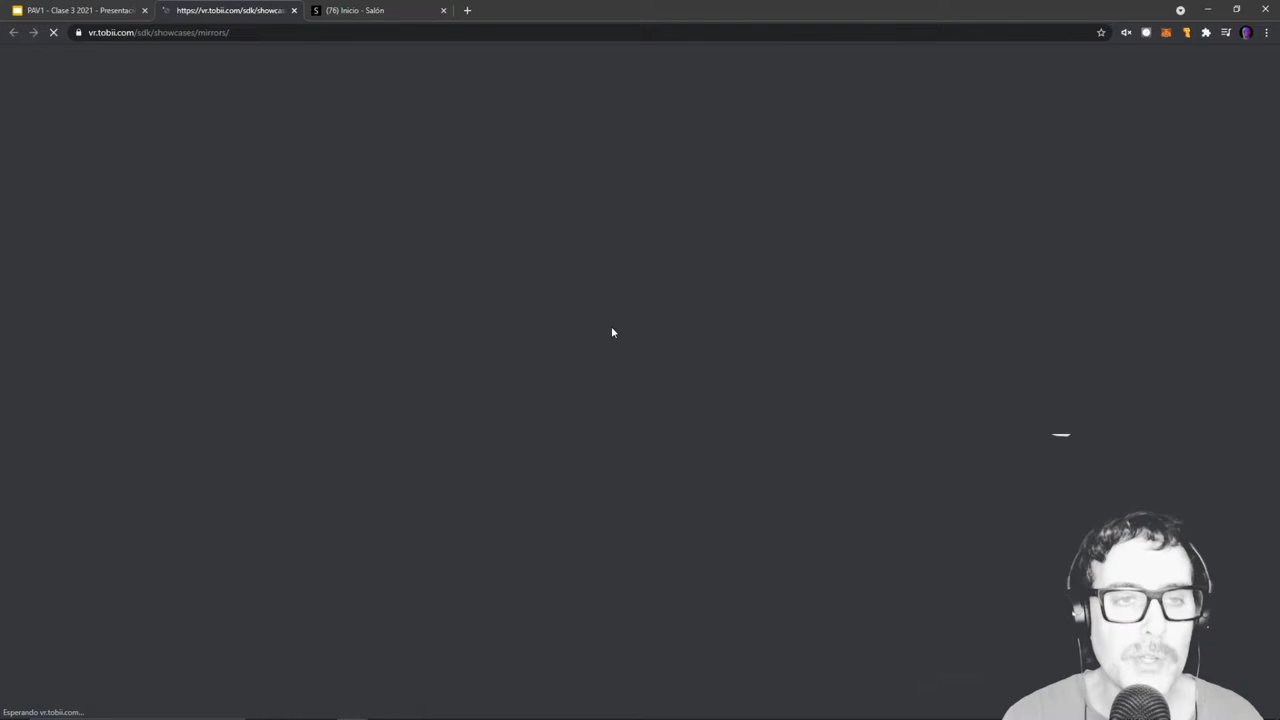 PAV1 - Clase 3 2021 - Presentaci
https://vr.tobii.com/sdk/showcas
S
(76) Inicio - Salón
vr.tobii.com/sdk/showcases/mirrors/
Esperando vr.tobii.com...